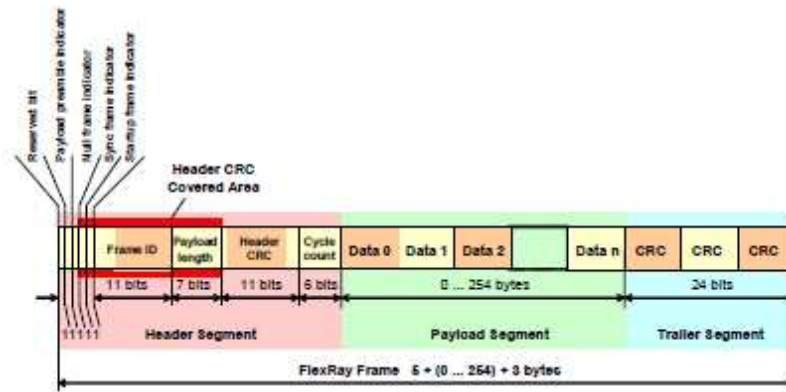 Reserved bit
Payload preamble indicator
Null frame indicator
Sync frame indicator
Startup frame indicator
Header CRC
Covered Area
Frame ID
Payload
length
Header
CRC
Cycle
count
Data 0
Data 1
Data 2
Data n
CRC
CRC
CRC
11 bits
7 bits
11 bits
6 bits
0 ... 254 bytes
24 bits
11111
Header Segment
Payload Segment
Trailer Segment
FlexRay Frame 5 + (0 ... 254) + 3 bytes